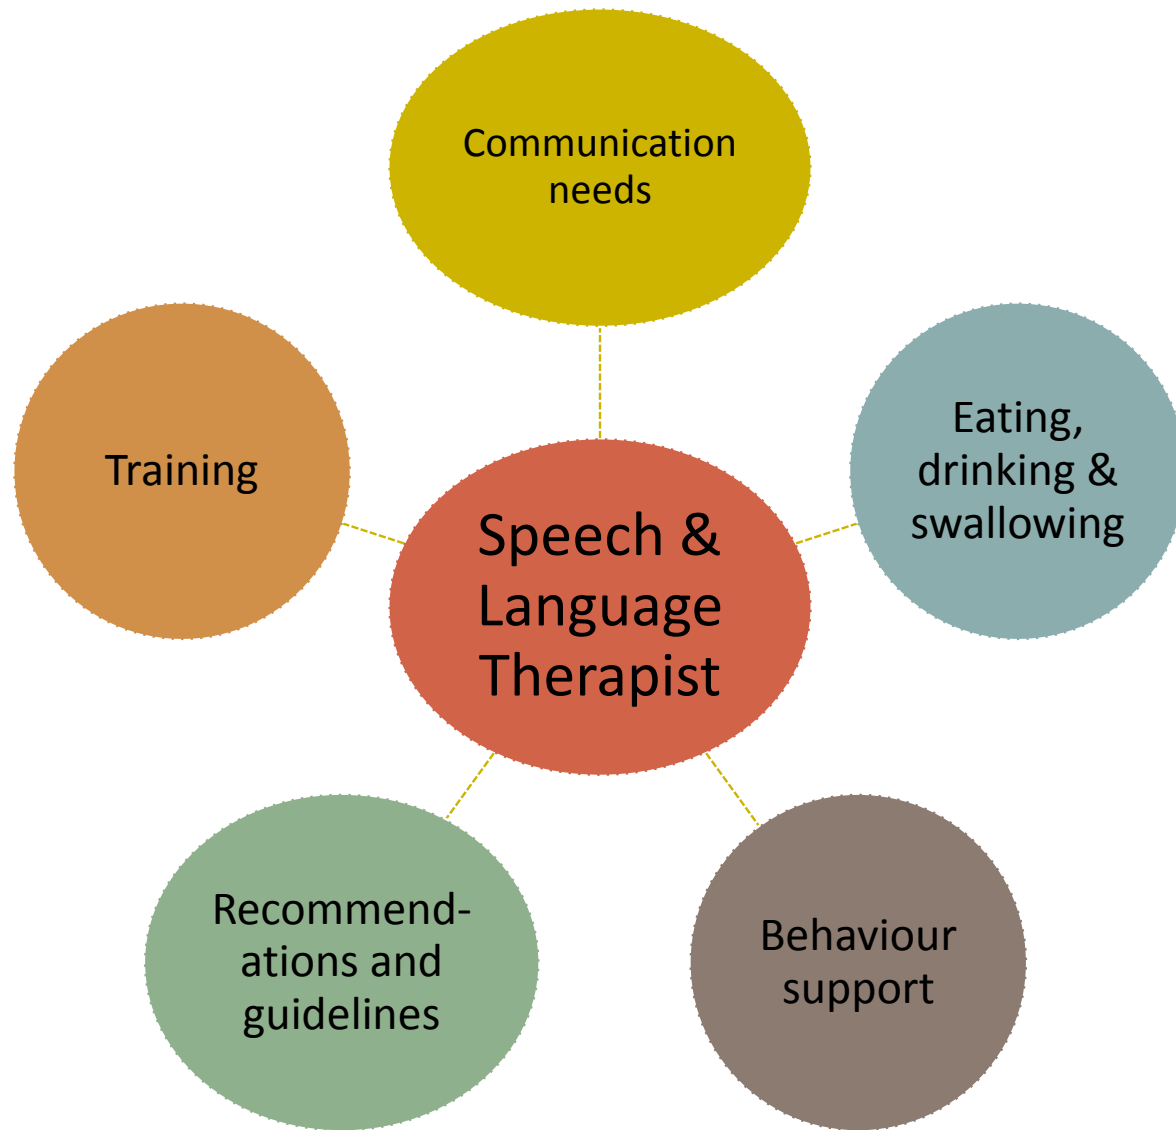 Communication
needs
Eating,
drinking &
swallowing
Training
Speech &
Language
Therapist
Recommend-
ations and
guidelines
Behaviour
support